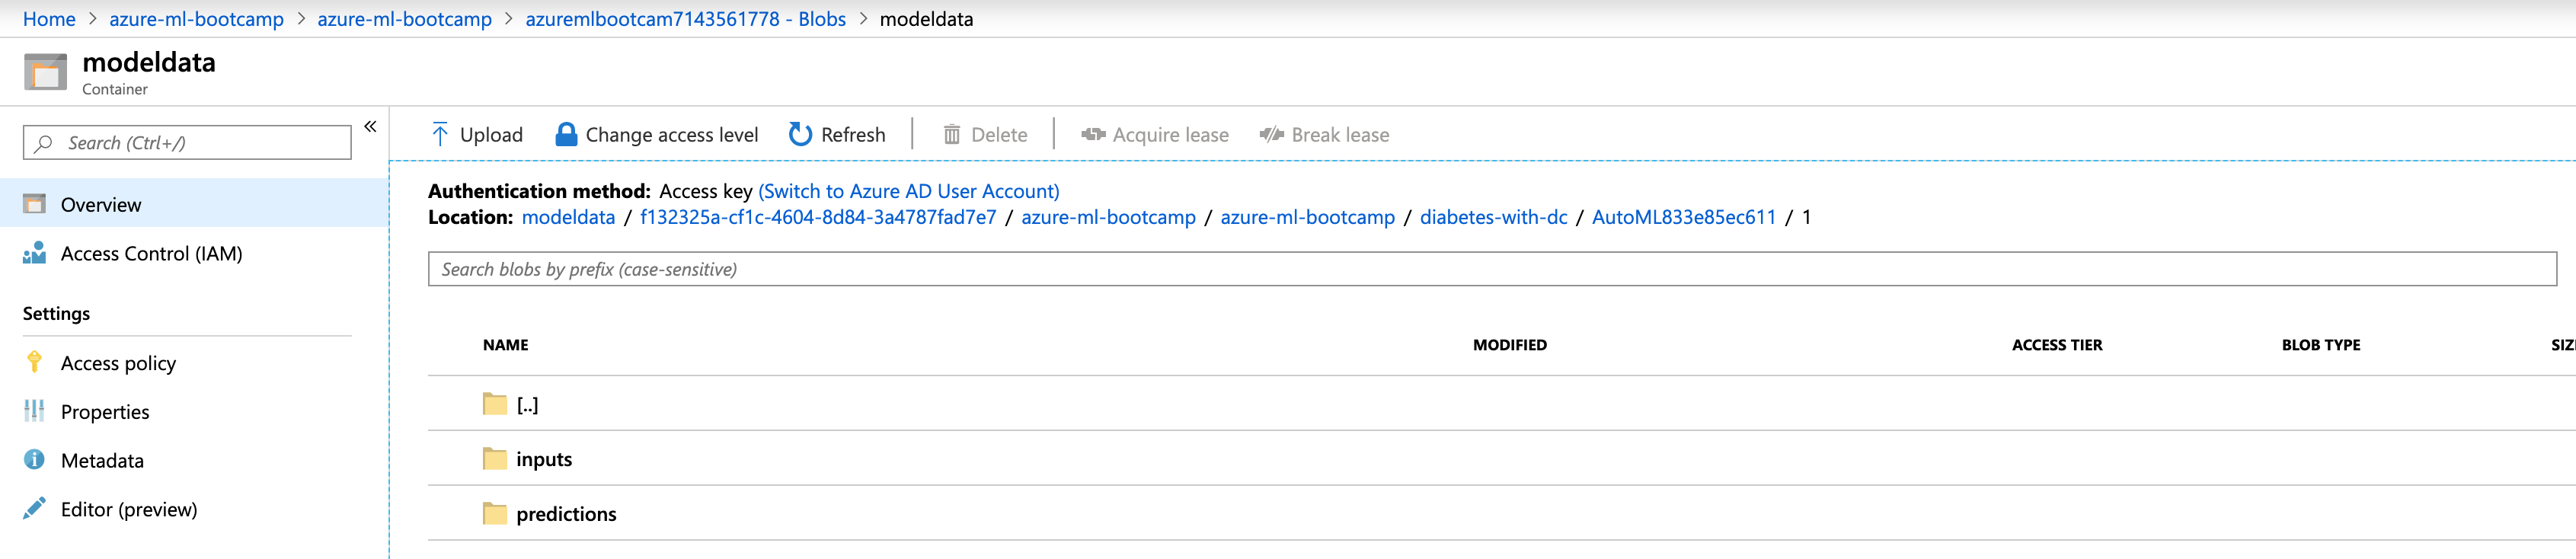 Home > azure-ml-bootcamp > azure-ml-bootcamp > azuremlbootcam7143561778 - Blobs > modeldata
modeldata
Container
Search (Ctrl+/)
«
Overview
Access Control (IAM)
Settings
Access policy
Properties
Metadata
Editor (preview)
Upload Change access level Refresh Delete Acquire lease Break lease
Authentication method: Access key (Switch to Azure AD User Account)
Location: modeldata / f132325a-cf1c-4604-8d84-3a4787fad7e7 / azure-ml-bootcamp / azure-ml-bootcamp / diabetes-with-dc / AutoML833e85ec611 / 1
Search blobs by prefix (case-sensitive)
NAME MODIFIED ACCESS TIER BLOB TYPE
[..]
inputs
predictions